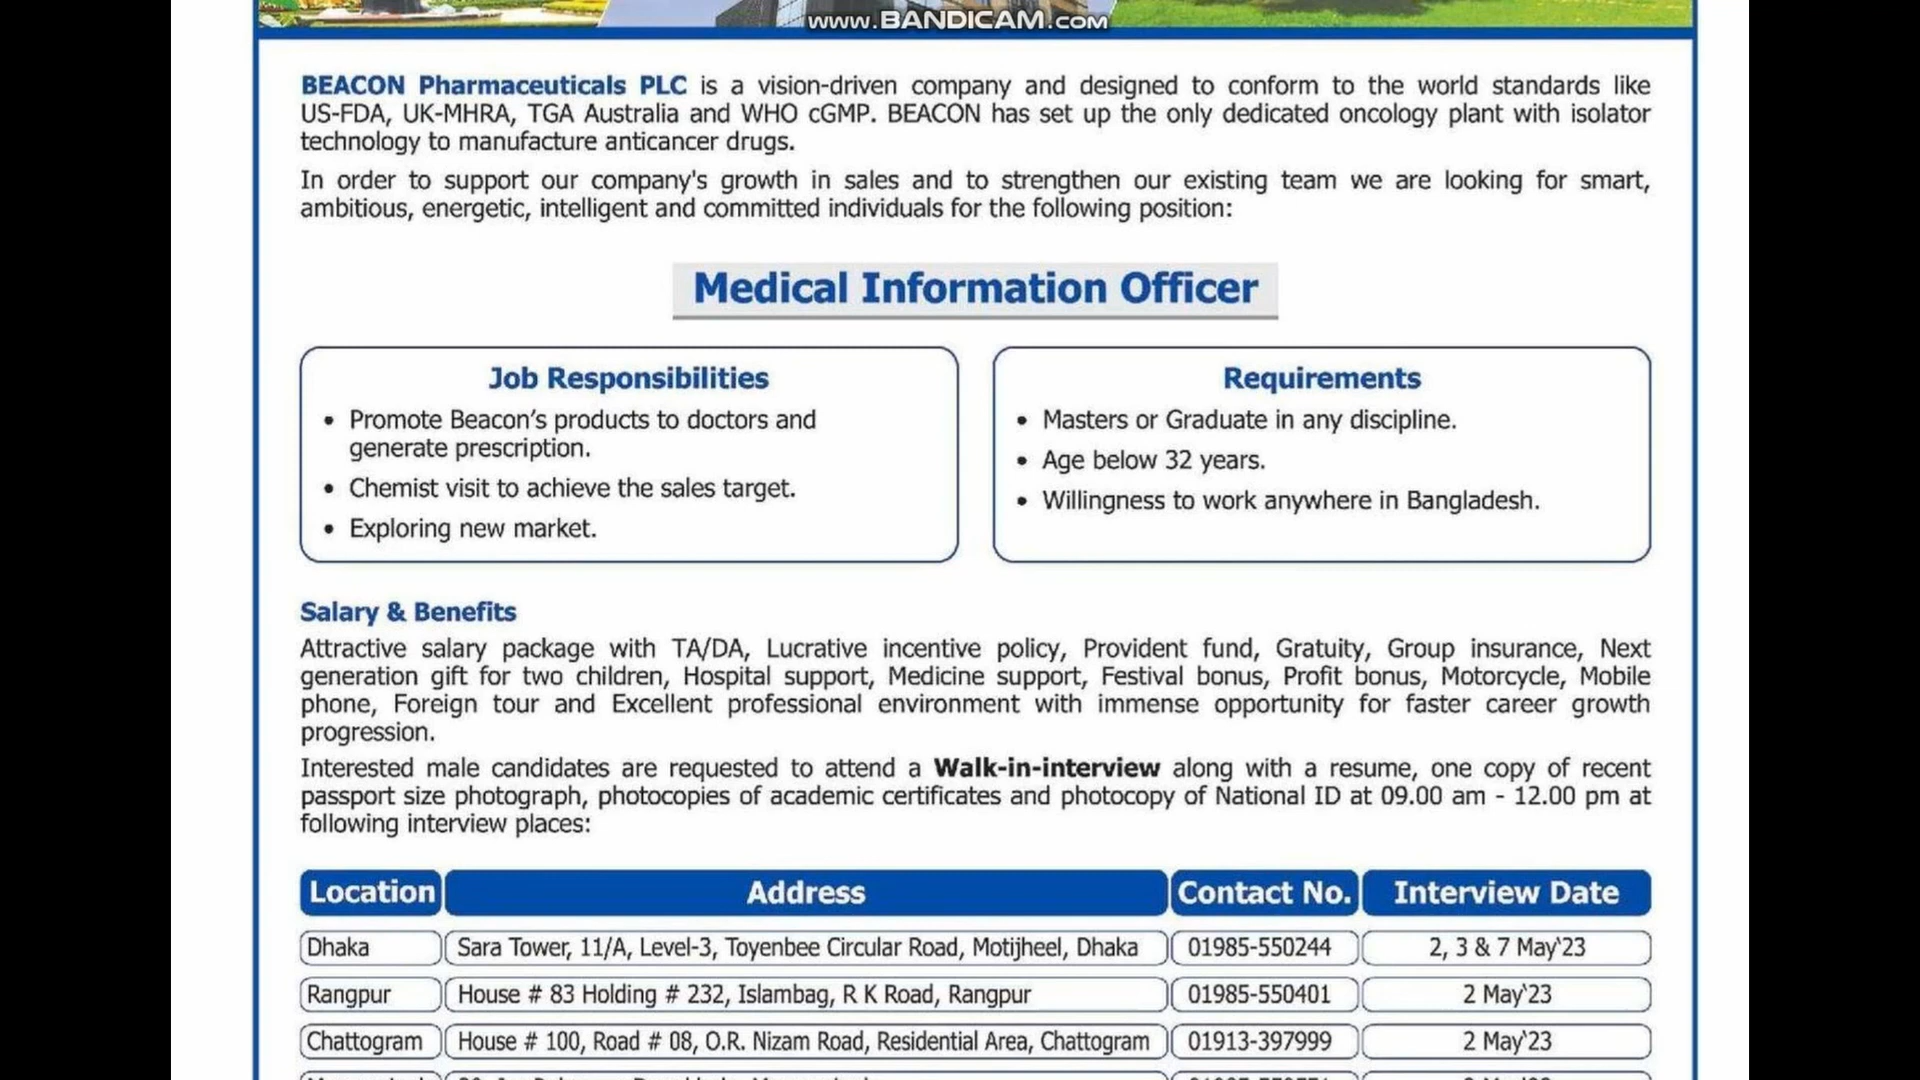 www.BANDICAM.com
BEACON Pharmaceuticals PLC is a vision-driven company and designed to conform to the world standards like
US-FDA, UK-MHRA, TGA Australia and WHO cGMP. BEACON has set up the only dedicated oncology plant with isolator
technology to manufacture anticancer drugs.
In order to support our company's growth in sales and to strengthen our existing team we are looking for smart,
ambitious, energetic, intelligent and committed individuals for the following position:
Medical Information Officer
Job Responsibilities
• Promote Beacon's products to doctors and
generate prescription.
• Chemist visit to achieve the sales target.
• Exploring new market.
Requirements
• Masters or Graduate in any discipline.
• Age below 32 years.
• Willingness to work anywhere in Bangladesh.
Salary & Benefits
Attractive salary package with TA/DA, Lucrative incentive policy, Provident fund, Gratuity, Group insurance, Next
generation gift for two children, Hospital support, Medicine support, Festival bonus, Profit bonus, Motorcycle, Mobile
phone, Foreign tour and Excellent professional environment with immense opportunity for faster career growth
progression.
Interested male candidates are requested to attend a Walk-in-interview along with a resume, one copy of recent
passport size photograph, photocopies of academic certificates and photocopy of National ID at 09.00 am - 12.00 pm at
following interview places:
Location Address Contact No. Interview Date
Dhaka Sara Tower, 11/A, Level-3, Toyenbee Circular Road, Motijheel, Dhaka 01985-550244 2, 3 & 7 May‛23
Rangpur House # 83 Holding # 232, Islambag, R K Road, Rangpur 01985-550401 2 May‛23
Chattogram House # 100, Road # 08, O.R. Nizam Road, Residential Area, Chattogram 01913-397999 2 May‛23